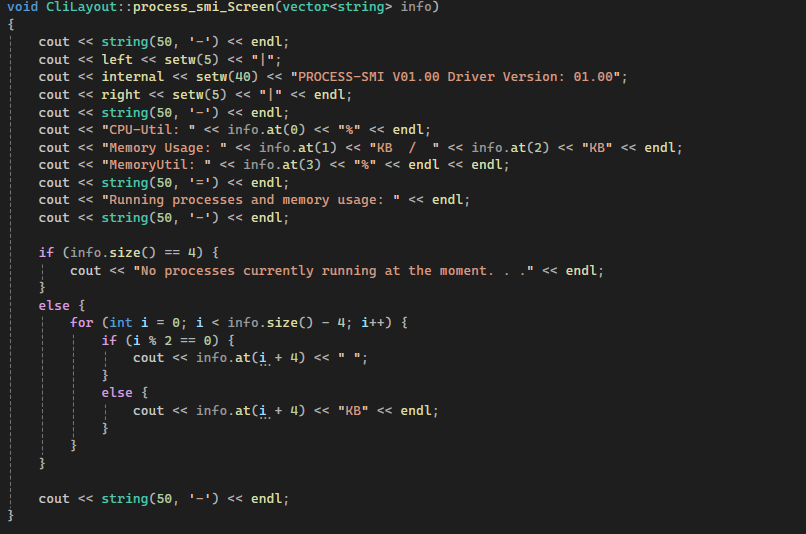 void CliLayout::process_smi_Screen(vector<string> info)
{
    cout << string(50, '-') << endl;
    cout << left << setw(5) << "|";
    cout << internal << setw(40) << "PROCESS-SMI V01.00 Driver Version: 01.00";
    cout << right << setw(5) << "|" << endl;
    cout << string(50, '-') << endl;
    cout << "CPU-Util: " << info.at(0) << "%" << endl;
    cout << "Memory Usage: " << info.at(1) << "KB  /  " << info.at(2) << "KB" << endl;
    cout << "MemoryUtil: " << info.at(3) << "%" << endl << endl;
    cout << string(50, '=') << endl;
    cout << "Running processes and memory usage: " << endl;
    cout << string(50, '-') << endl;

    if (info.size() == 4) {
        cout << "No processes currently running at the moment. . ." << endl;
    }
    else {
        for (int i = 0; i < info.size() - 4; i++) {
            if (i % 2 == 0) {
                cout << info.at(i + 4) << " ";
            }
            else {
                cout << info.at(i + 4) << "KB" << endl;
            }
        }
    }

    cout << string(50, '-') << endl;
}